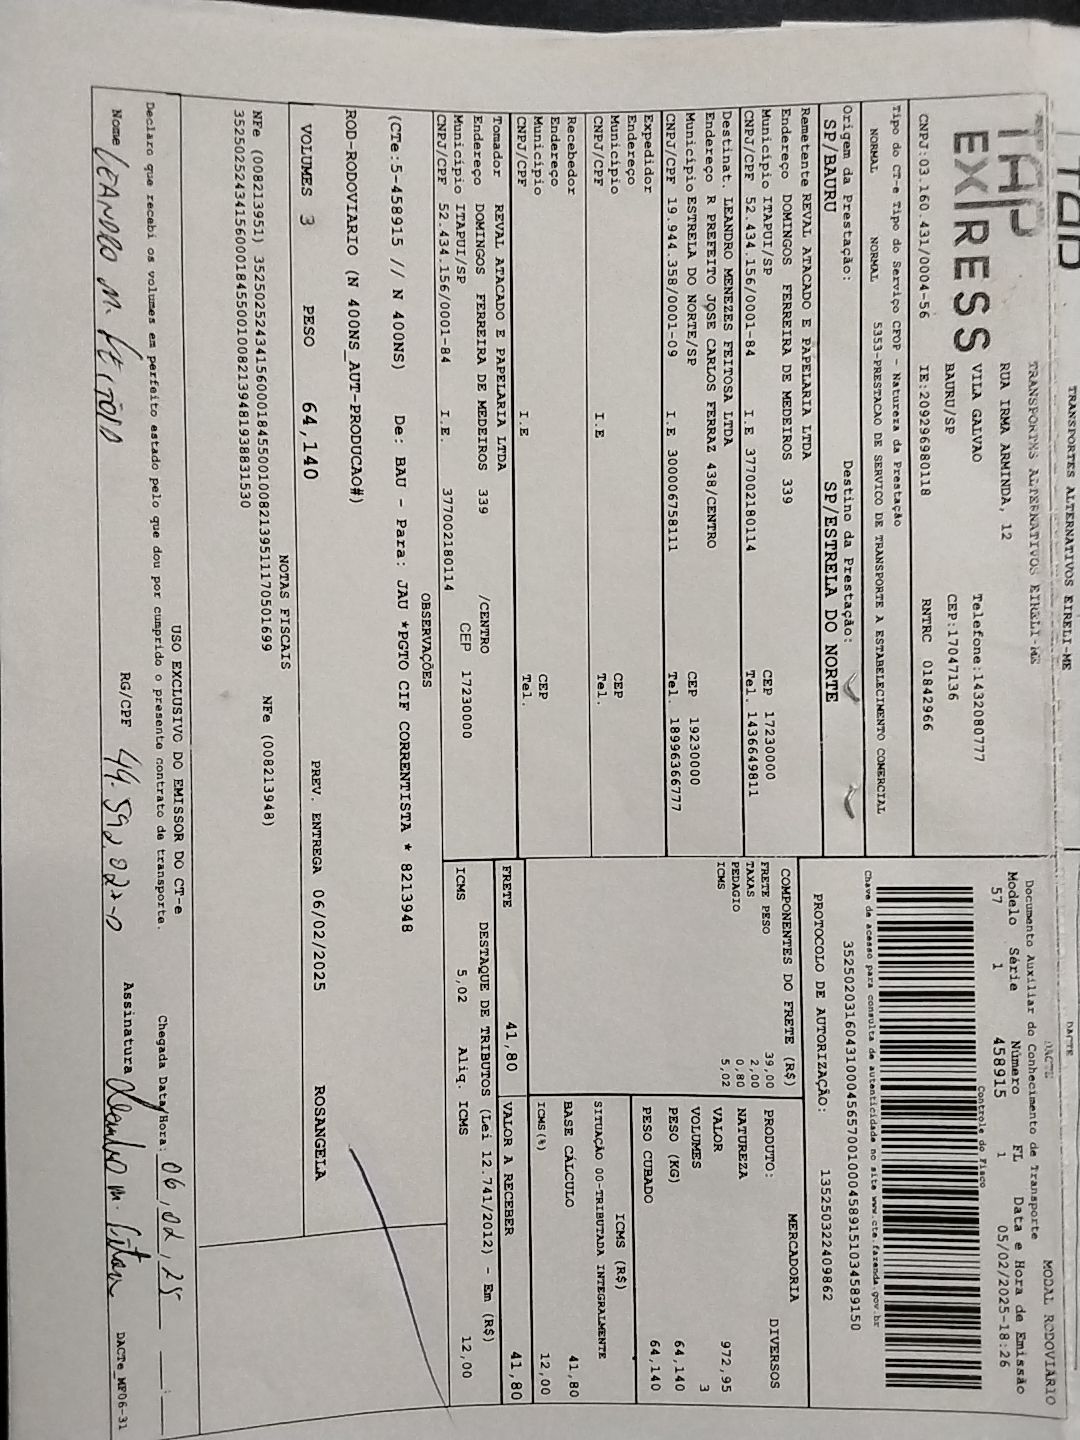 TRANSPORTES ALTERNATIVOS EIRELI-ME
DACTE
TAP
EXPRESS
TRANSPORTES ALTERNATIVOS EIRELI-ME
RUA IRMA ARMINDA, 12
VILA GALVAO Telefone:1432080777
BAURU/SP CEP:17047136
CNPJ:03.160.431/0004-56 IE:209296980118 RNTRC 01842966
DACTE MODAL RODOVIÁRIO
Documento Auxiliar do Conhecimento de Transporte
Modelo Série Número FL Data e Hora de Emissão
57 1 458915 1 05/02/2025-18:26
Controle do Fisco
Chave de acesso para consulta de autenticidade no site www.cte.fazenda.gov.br
35250203160431000456570010004589151034589150
PROTOCOLO DE AUTORIZAÇÃO: 135250322409862
Tipo do CT-e Tipo do Serviço CFOP - Natureza da Prestação
NORMAL NORMAL 5353-PRESTACAO DE SERVICO DE TRANSPORTE A ESTABELECIMENTO COMERCIAL
Origem da Prestação: Destino da Prestação:
SP/BAURU SP/ESTRELA DO NORTE
Remetente REVAL ATACADO E PAPELARIA LTDA
Endereço DOMINGOS FERREIRA DE MEDEIROS 339
Município ITAPUI/SP CEP 17230000
CNPJ/CPF 52.434.156/0001-84 I.E 377002180114 Tel. 1436649811
Destinat. LEANDRO MENEZES FEITOSA LTDA
Endereço R PREFEITO JOSE CARLOS FERRAZ 438/CENTRO
Município ESTRELA DO NORTE/SP CEP 19230000
CNPJ/CPF 19.944.358/0001-09 I.E 300006758111 Tel. 18996366777
Expedidor
Endereço
Município CEP
CNPJ/CPF I.E Tel.
Recebedor
Endereço
Município CEP
CNPJ/CPF I.E Tel.
Tomador REVAL ATACADO E PAPELARIA LTDA
Endereço DOMINGOS FERREIRA DE MEDEIROS 339 /CENTRO
Município ITAPUI/SP CEP 17230000
CNPJ/CPF 52.434.156/0001-84 I.E. 377002180114
COMPONENTES DO FRETE (R$)
FRETE PESO 39,00
TAXAS 2,00
PEDAGIO 0,80
ICMS 5,02
MERCADORIA
PRODUTO: DIVERSOS
NATUREZA
VALOR 972,95
VOLUMES 3
PESO (KG) 64,140
PESO CUBADO 64,140
ICMS (R$)
SITUAÇÃO 00-TRIBUTADA INTEGRALMENTE
BASE CÁLCULO 41,80
ICMS(%) 12,00
FRETE 41,80 VALOR A RECEBER 41,80
DESTAQUE DE TRIBUTOS (Lei 12.741/2012) - Em (R$)
ICMS 5,02 Aliq. ICMS 12,00
OBSERVAÇÕES
(CTe:5-458915 // N 400NS) De: BAU - Para: JAU *PGTO CIF CORRENTISTA * 8213948
ROD-RODOVIARIO (N 400NS_AUT-PRODUCAO#)
VOLUMES 3 PESO 64,140 PREV. ENTREGA 06/02/2025 ROSANGELA
NOTAS FISCAIS
NFe (008213951) 35250252434156000184550010082139511170501699 NFe (008213948)
35250252434156000184550010082139481938831530
USO EXCLUSIVO DO EMISSOR DO CT-e
Declaro que recebi os volumes em perfeito estado pelo que dou por cumprido o presente contrato de transporte. Chegada Data/Hora: 06/02/25 :
Nome LEANDRO M. RG/CPF 44.592.027-0 Assinatura Leandro M. DACTe_MF06-31